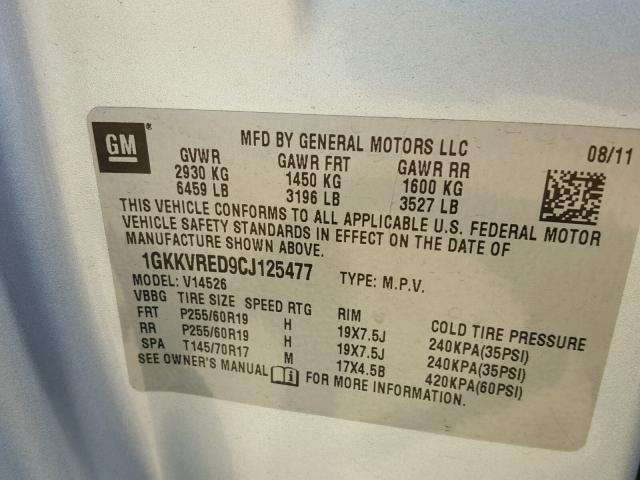 GM ®
MFD BY GENERAL MOTORS LLC 08/11
GVWR GAWR FRT GAWR RR
2930 KG 1450 KG 1600 KG
6459 LB 3196 LB 3527 LB
THIS VEHICLE CONFORMS TO ALL APPLICABLE U.S. FEDERAL MOTOR
VEHICLE SAFETY STANDARDS IN EFFECT ON THE DATE OF
MANUFACTURE SHOWN ABOVE.
1GKKVRED9CJ125477 TYPE: M.P.V.
MODEL: V14526
VBBG TIRE SIZE SPEED RTG RIM COLD TIRE PRESSURE
FRT P255/60R19 H 19X7.5J 240KPA(35PSI)
RR P255/60R19 H 19X7.5J 240KPA(35PSI)
SPA T145/70R17 M 17X4.5B 420KPA(60PSI)
SEE OWNER'S MANUAL FOR MORE INFORMATION.